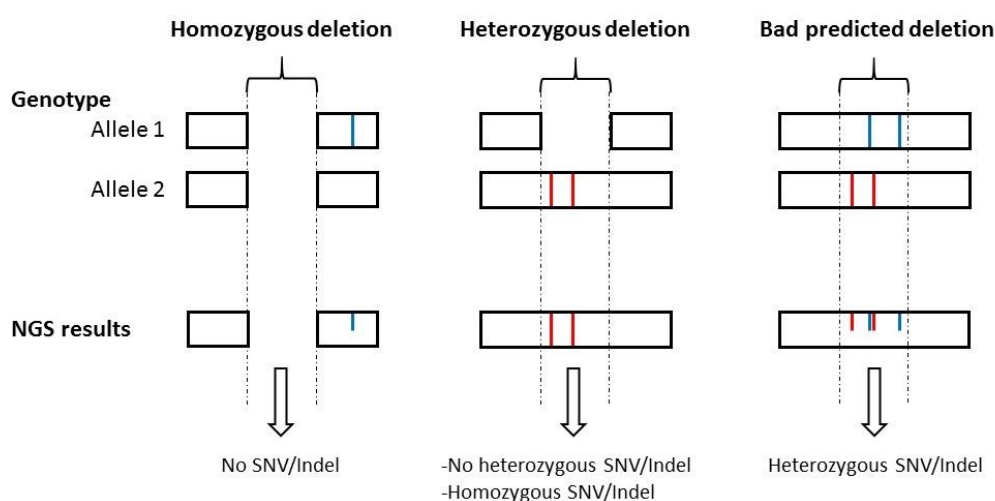 Homozygous deletion
Heterozygous deletion
Bad predicted deletion
Genotype
Allele 1
Allele 2
NGS results
No SNV/Indel
-No heterozygous SNV/Indel
-Homozygous SNV/Indel
Heterozygous SNV/Indel